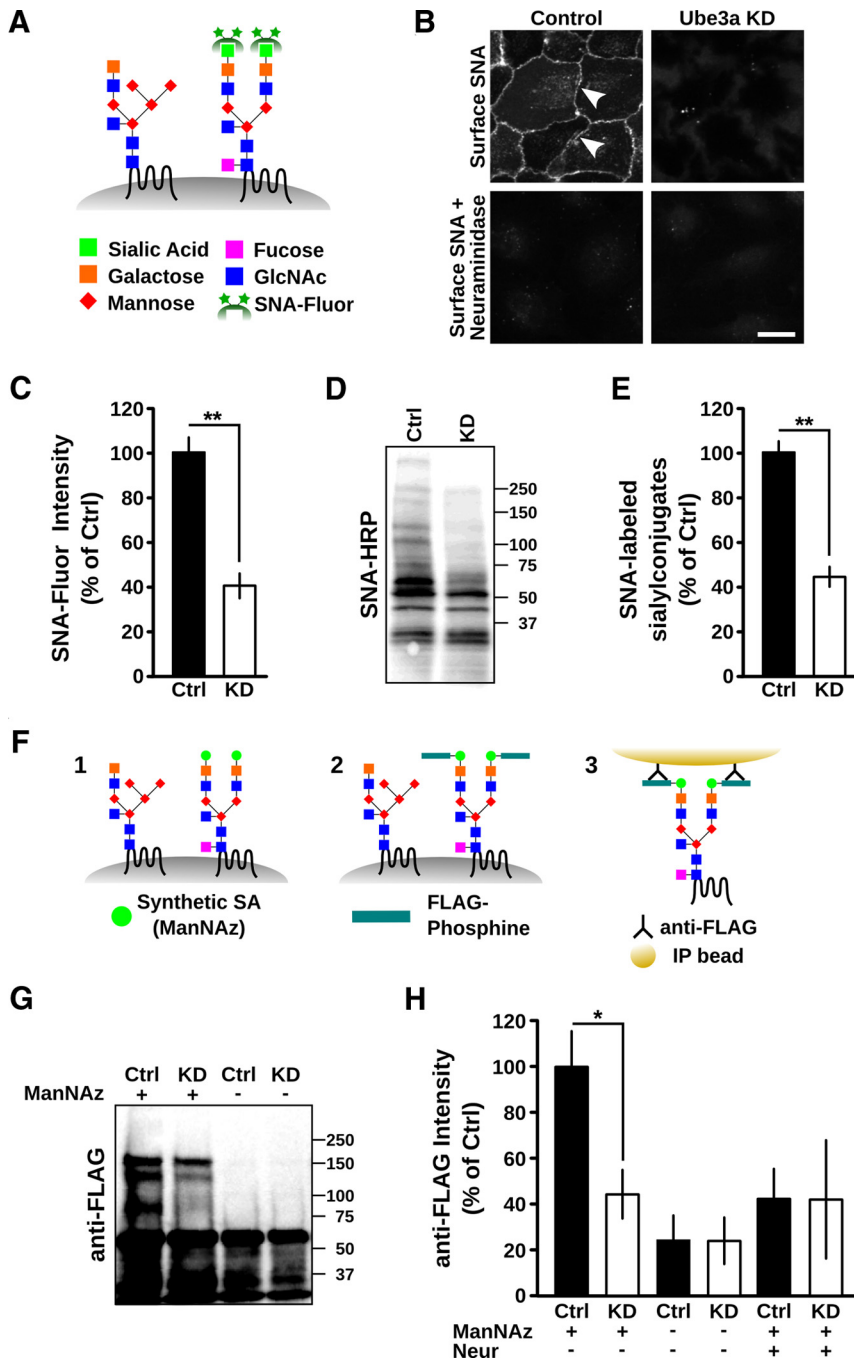 A
Sialic Acid
Fucose
Galactose
GlcNAc
Mannose
SNA-Fluor
B
Control
Ube3a KD
Surface SNA
Surface SNA +
Neuraminidase
C
SNA-Fluor Intensity
(% of Ctrl)
120
100
80
60
40
20
0
**
Ctrl
KD
D
Ctrl
KD
SNA-HRP
250
150
100
75
50
37
E
SNA-labeled
sialylconjugates
(% of Ctrl)
120
100
80
60
40
20
0
**
Ctrl
KD
F
1
2
3
Synthetic SA
(ManNAz)
FLAG-
Phosphine
anti-FLAG
IP bead
G
Ctrl KD Ctrl KD
ManNAz + + - -
anti-FLAG
250
150
100
75
50
37
H
anti-FLAG Intensity
(% of Ctrl)
120
100
80
60
40
20
0
*
Ctrl KD Ctrl KD Ctrl KD
ManNAz + + - - + +
Neur - - - - + +